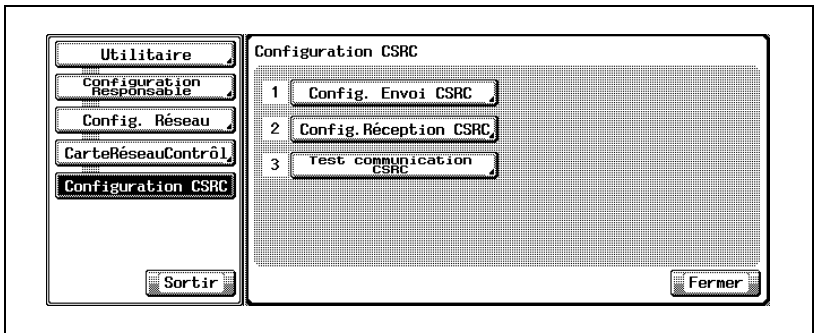 Utilitaire
Configuration
Responsable
Config. Réseau
CarteRéseauContrôl
Configuration CSRC
Sortir
Configuration CSRC
1 Config. Envoi CSRC
2 Config.Réception CSRC
3 Test communication
CSRC
Fermer